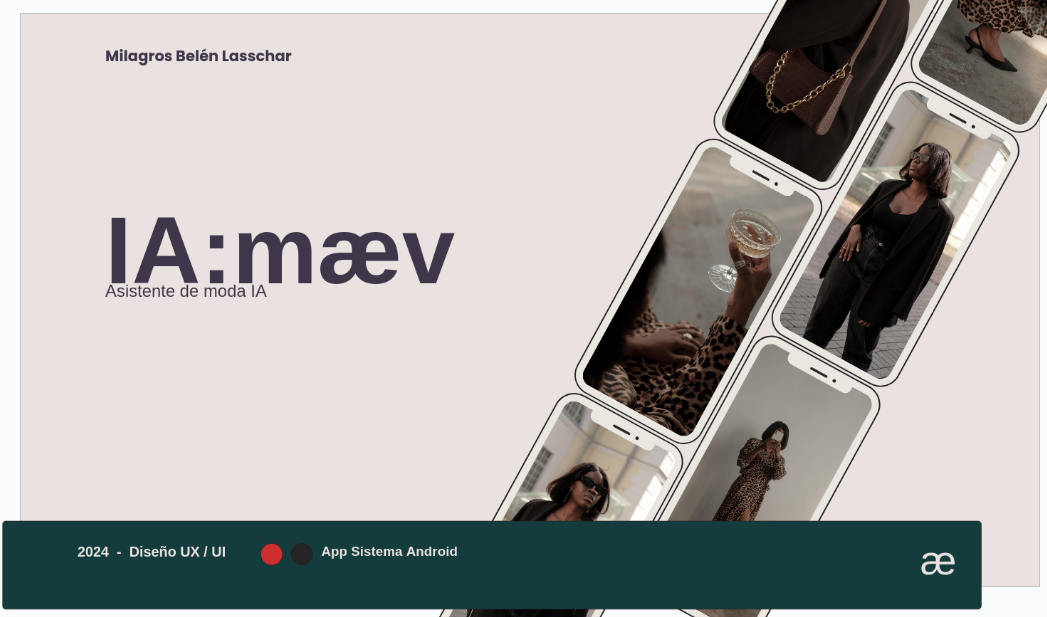 Milagros Belén Lasschar
IA:mæv
Asistente de moda IA
2024 - Diseño UX / UI
App Sistema Android
æ